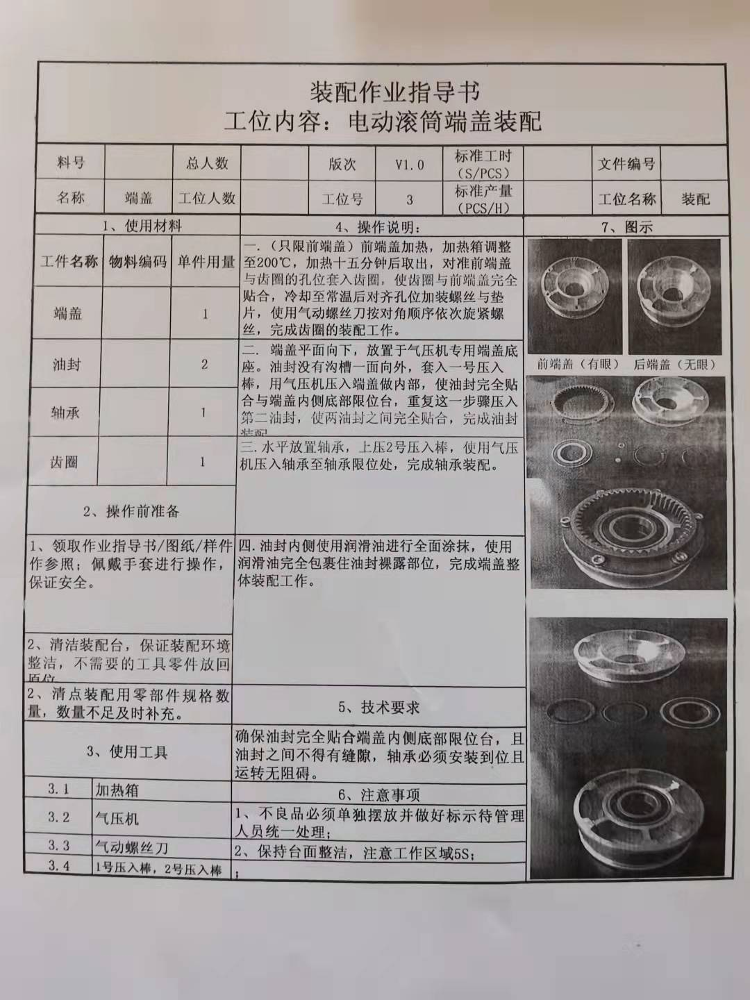 装配作业指导书
工位内容：电动滚筒端盖装配
料号 总人数 版次 V1.0 标准工时（S/PCS） 文件编号
名称 端盖 工位人数 工位号 3 标准产量（PCS/H） 工位名称 装配
1、使用材料
工件名称 物料编码 单件用量
端盖 1
油封 2
轴承 1
齿圈 1
2、操作前准备
1、领取作业指导书/图纸/样件
作参照；佩戴手套进行操作，
保证安全。
2、清洁装配台，保证装配环境
整洁，不需要的工具零件放回
原位
2、清点装配用零部件规格数
量，数量不足及时补充。
3、使用工具
3.1 加热箱
3.2 气压机
3.3 气动螺丝刀
3.4 1号压入棒，2号压入棒
4、操作说明：
一.（只限前端盖）前端盖加热，加热箱调整
至200℃，加热十五分钟后取出，对准前端盖
与齿圈的孔位套入齿圈，使齿圈与前端盖完全
贴合，冷却至常温后对齐孔位加装螺丝与垫
片，使用气动螺丝刀按对角顺序依次旋紧螺
丝，完成齿圈的装配工作。
二. 端盖平面向下，放置于气压机专用端盖底
座。油封没有沟槽一面向外，套入一号压入
棒，用气压机压入端盖做内部，使油封完全贴
合与端盖内侧底部限位台，重复这一步骤压入
第二油封，使两油封之间完全贴合，完成油封
装配
三.水平放置轴承，上压2号压入棒，使用气压
机压入轴承至轴承限位处，完成轴承装配。
四.油封内侧使用润滑油进行全面涂抹，使用
润滑油完全包裹住油封裸露部位，完成端盖整
体装配工作。
5、技术要求
确保油封完全贴合端盖内侧底部限位台，且
油封之间不得有缝隙，轴承必须安装到位且
运转无阻碍。
6、注意事项
1、不良品必须单独摆放并做好标示待管理
人员统一处理；
2、保持台面整洁，注意工作区域5S；
；
7、图示
前端盖（有眼） 后端盖（无眼）